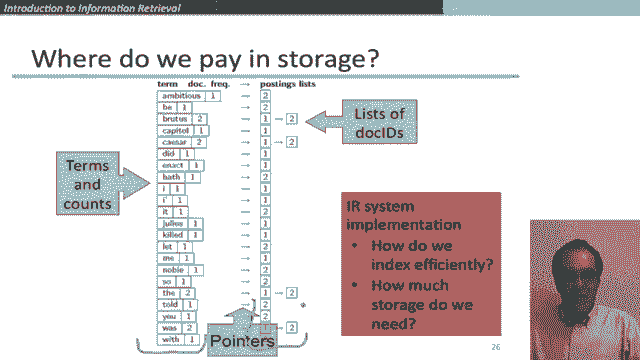 Introduction to Information Retrieval
Where do we pay in storage?
term doc. freq. → postings lists
ambitious 1 → 2
be 1 → 2
brutus 2 → 1 → 2
capitol 1 → 1
caesar 2 → 1 → 2
did 1 → 1
enact 1 → 1
hath 1 → 2
i 1 → 1
i' 1 → 1
it 1 → 2
julius 1 → 1
killed 1 → 1
let 1 → 2
me 1 → 1
noble 1 → 2
so 1 → 2
the 2 → 1 → 2
told 1 → 2
you 1 → 2
was 2 → 2
with 1
Lists of
docIDs
Terms
and
counts
Pointers
IR system
implementation
• How do we
index efficiently?
• How much
storage do we
need?
26